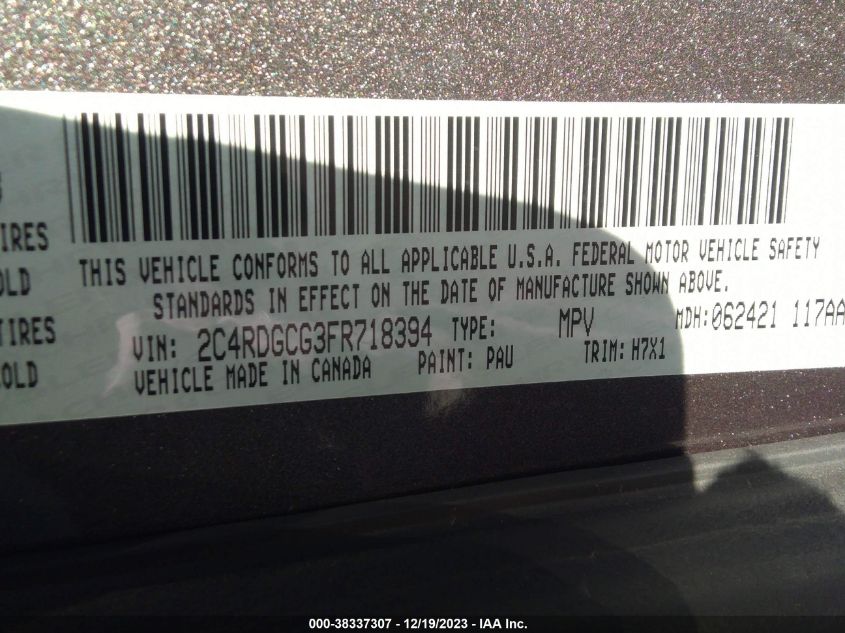 THIS VEHICLE CONFORMS TO ALL APPLICABLE U.S.A. FEDERAL MOTOR VEHICLE SAFETY
STANDARDS IN EFFECT ON THE DATE OF MANUFACTURE SHOWN ABOVE.
VIN: 2C4RDGCG3FR718394 TYPE: MPV MDH:062421 117AA
VEHICLE MADE IN CANADA PAINT: PAU TRIM: H7X1
IRES
OLD
TIRES
COLD
000-38337307 - 12/19/2023 - IAA Inc.